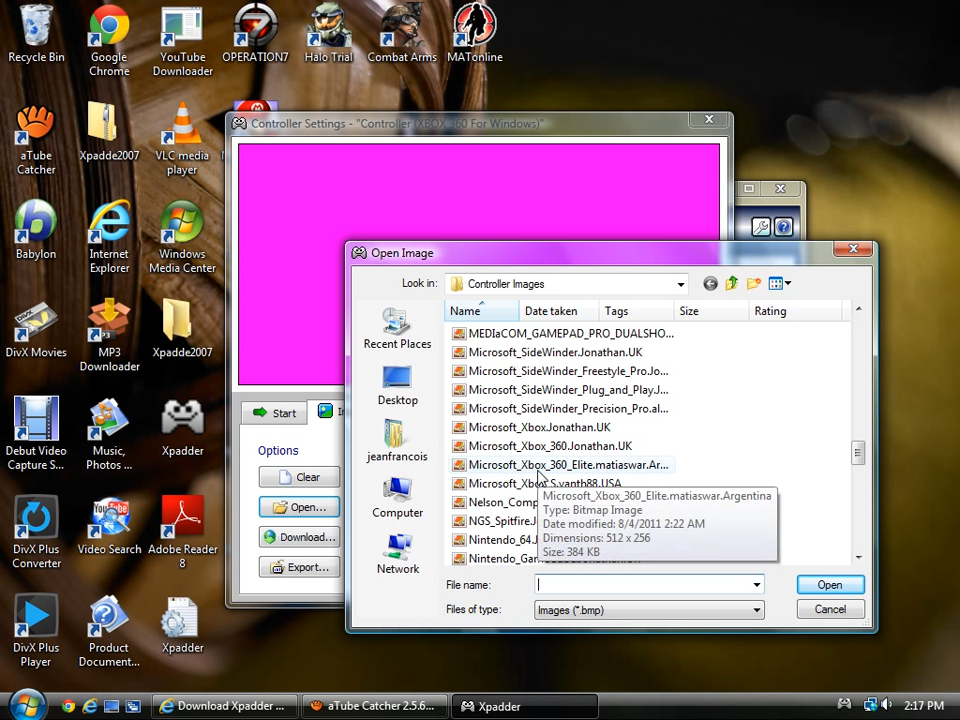 Recycle Bin
Google Chrome
YouTube Downloader
OPERATION7
Halo Trial
Combat Arms
MATonline
aTube Catcher
Xpadde2007
VLC media player
Babylon
Internet Explorer
Windows Media Center
DivX Movies
MP3 Downloader
Xpadde2007
Debut Video Capture S...
Music, Photos ...
Xpadder
DivX Plus Converter
Video Search
Adobe Reader 8
DivX Plus Player
Product Document...
Xpadder
Controller Settings - "Controller (XBOX 360 For Windows)"
Start
Options
Clear
Open...
Download...
Export...
Open Image
Look in:
Controller Images
Name
Date taken
Tags
Size
Rating
Recent Places
Desktop
jeanfrancois
Computer
Network
MEDIaCOM_GAMEPAD_PRO_DUALSHO...
Microsoft_SideWinder.Jonathan.UK
Microsoft_SideWinder_Freestyle_Pro.Jo...
Microsoft_SideWinder_Plug_and_Play.J...
Microsoft_SideWinder_Precision_Pro.al...
Microsoft_Xbox.Jonathan.UK
Microsoft_Xbox_360.Jonathan.UK
Microsoft_Xbox_360_Elite.matiaswar.Ar...
Microsoft_Xbox_S.vanth88.USA
Nelson_Comp
NGS_Spitfire.J
Nintendo_64.J
Microsoft_Xbox_360_Elite.matiaswar.Argentina
Type: Bitmap Image
Date modified: 8/4/2011 2:22 AM
Dimensions: 512 x 256
Size: 384 KB
File name:
Open
Files of type:
Images (*.bmp)
Cancel
Download Xpadder ...
aTube Catcher 2.5.6...
Xpadder
2:17 PM